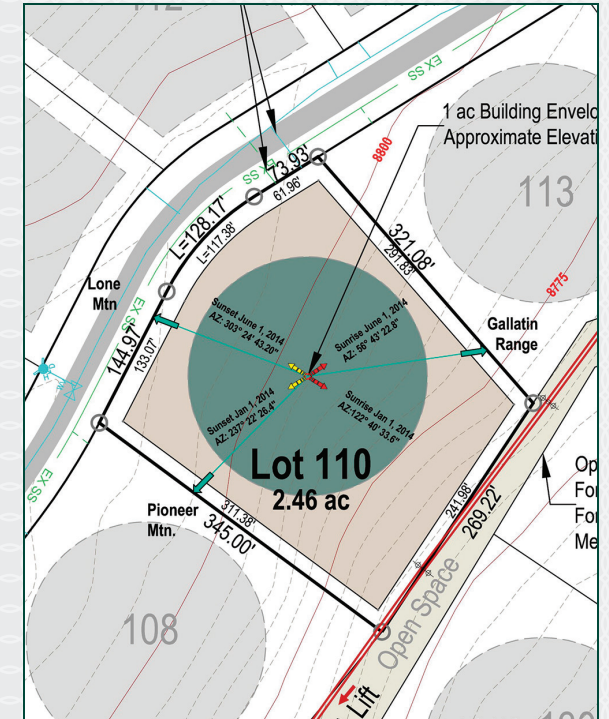 112
EX SS
1 ac Building Envelo
Approximate Elevati
8800
113
EX SS
73.93'
61.96'
L=128.17'
L=117.38'
321.08'
291.83'
8775
Lone
Mtn
EX SS
144.97'
133.07'
Sunset June 1, 2014
AZ: 303° 24' 43.20"
Sunrise June 1, 2014
AZ: 56° 43' 22.8"
Gallatin
Range
Sunset Jan 1, 2014
AZ: 237° 22' 26.4"
Sunrise Jan 1, 2014
AZ:122° 40' 33.6"
Lot 110
2.46 ac
EX SS
Pioneer
Mtn.
311.38'
345.00'
241.98'
269.22'
Op
For
For
Me
108
Open Space
Lift